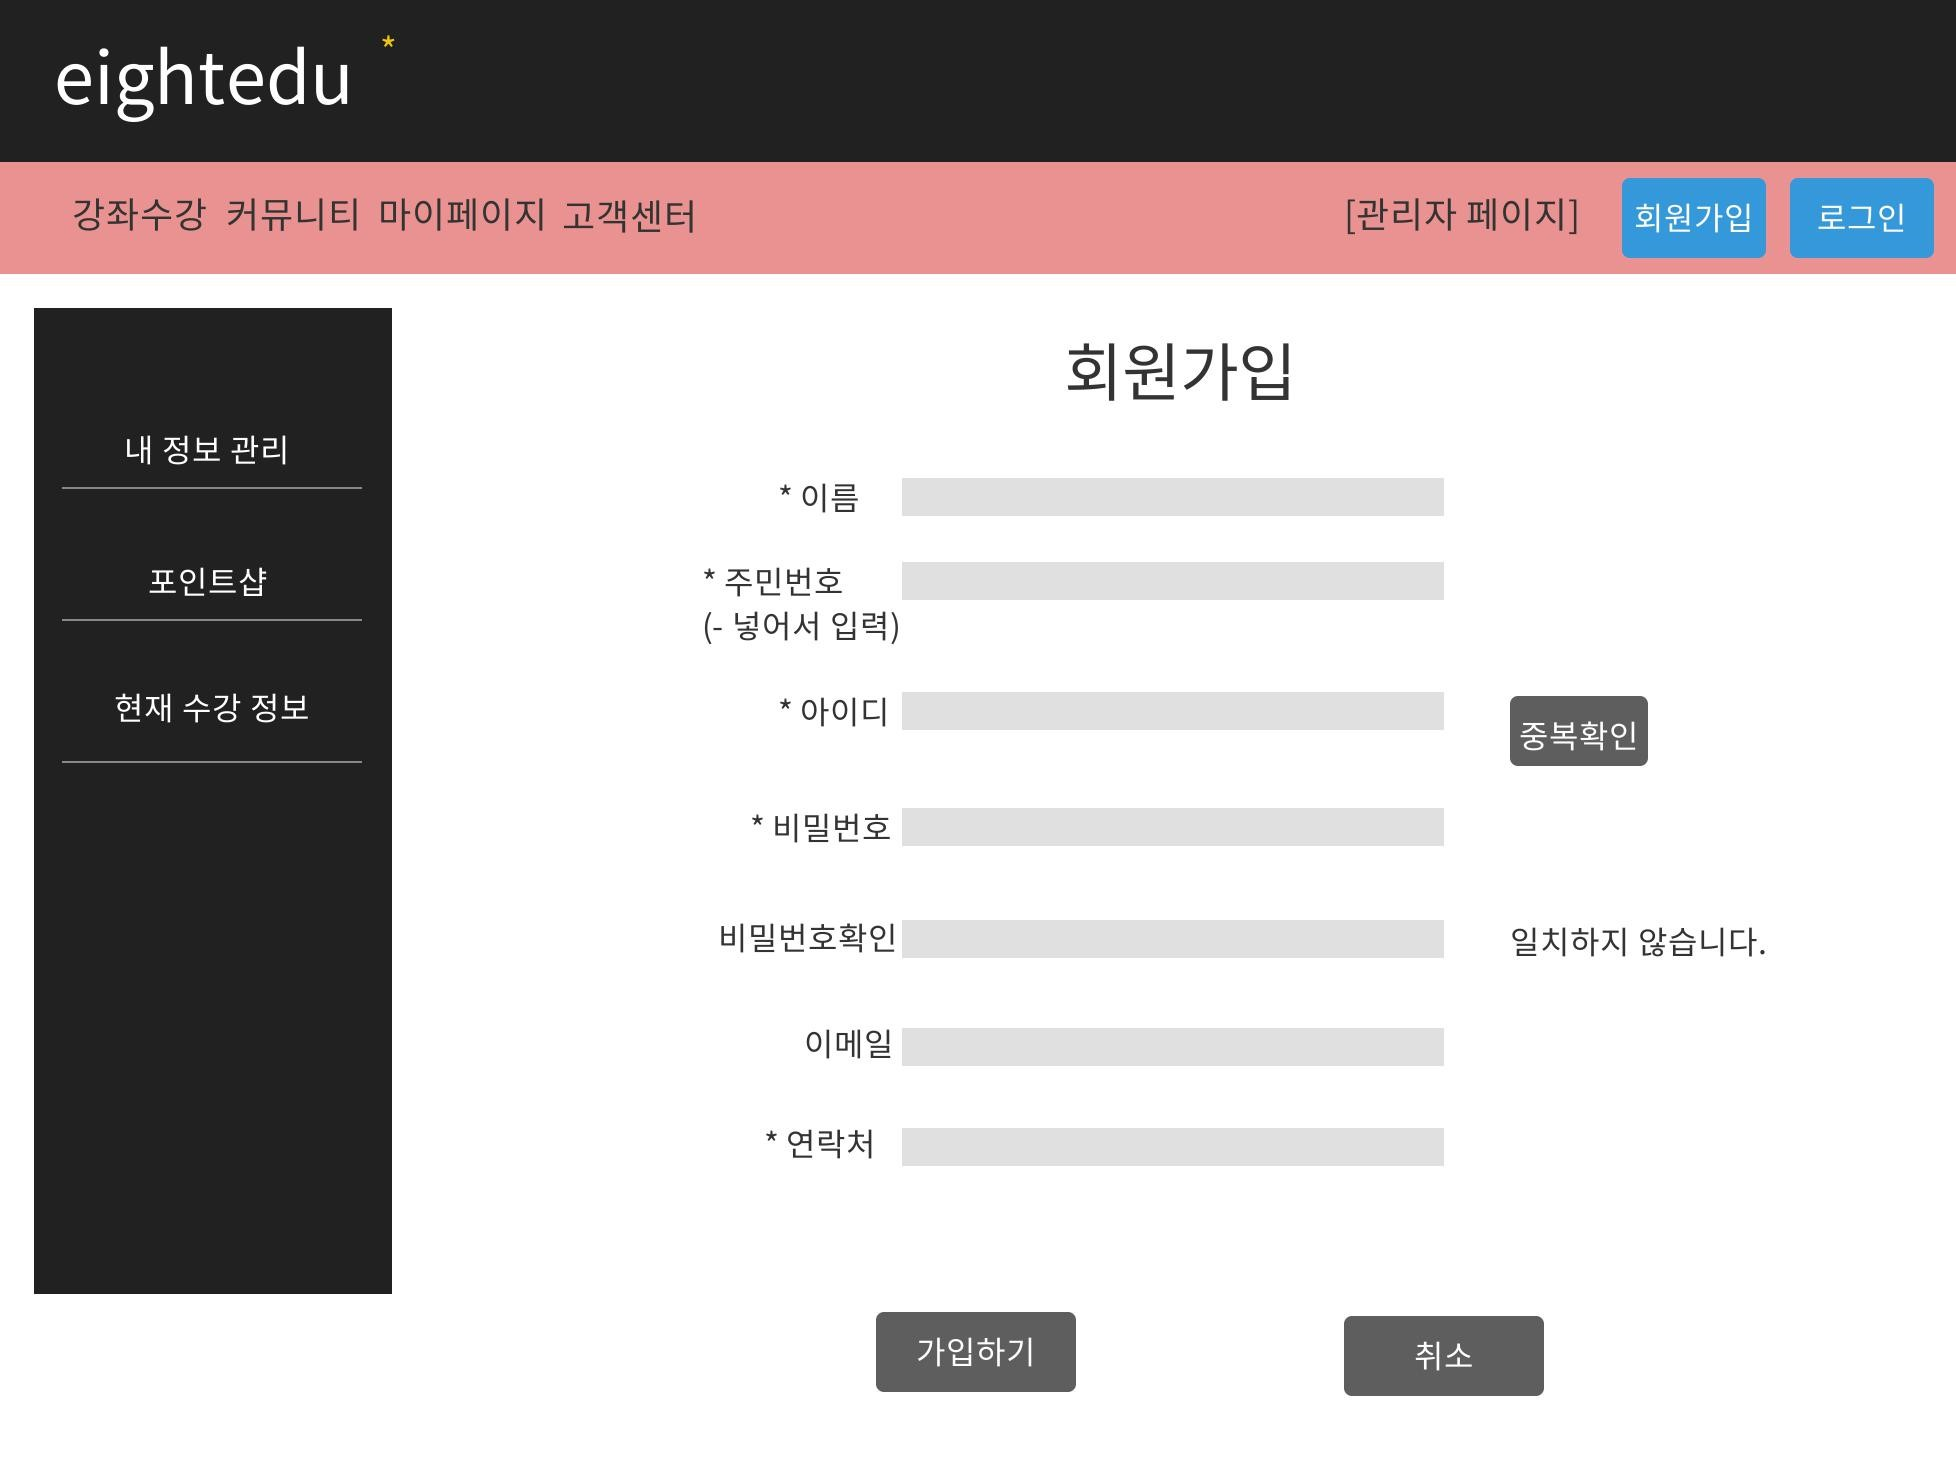 eightedu *
강좌수강 커뮤니티 마이페이지 고객센터 [관리자 페이지] 회원가입 로그인
내 정보 관리
포인트샵
현재 수강 정보
회원가입
* 이름
* 주민번호
(- 넣어서 입력)
* 아이디
중복확인
* 비밀번호
비밀번호확인
일치하지 않습니다.
이메일
* 연락처
가입하기
취소